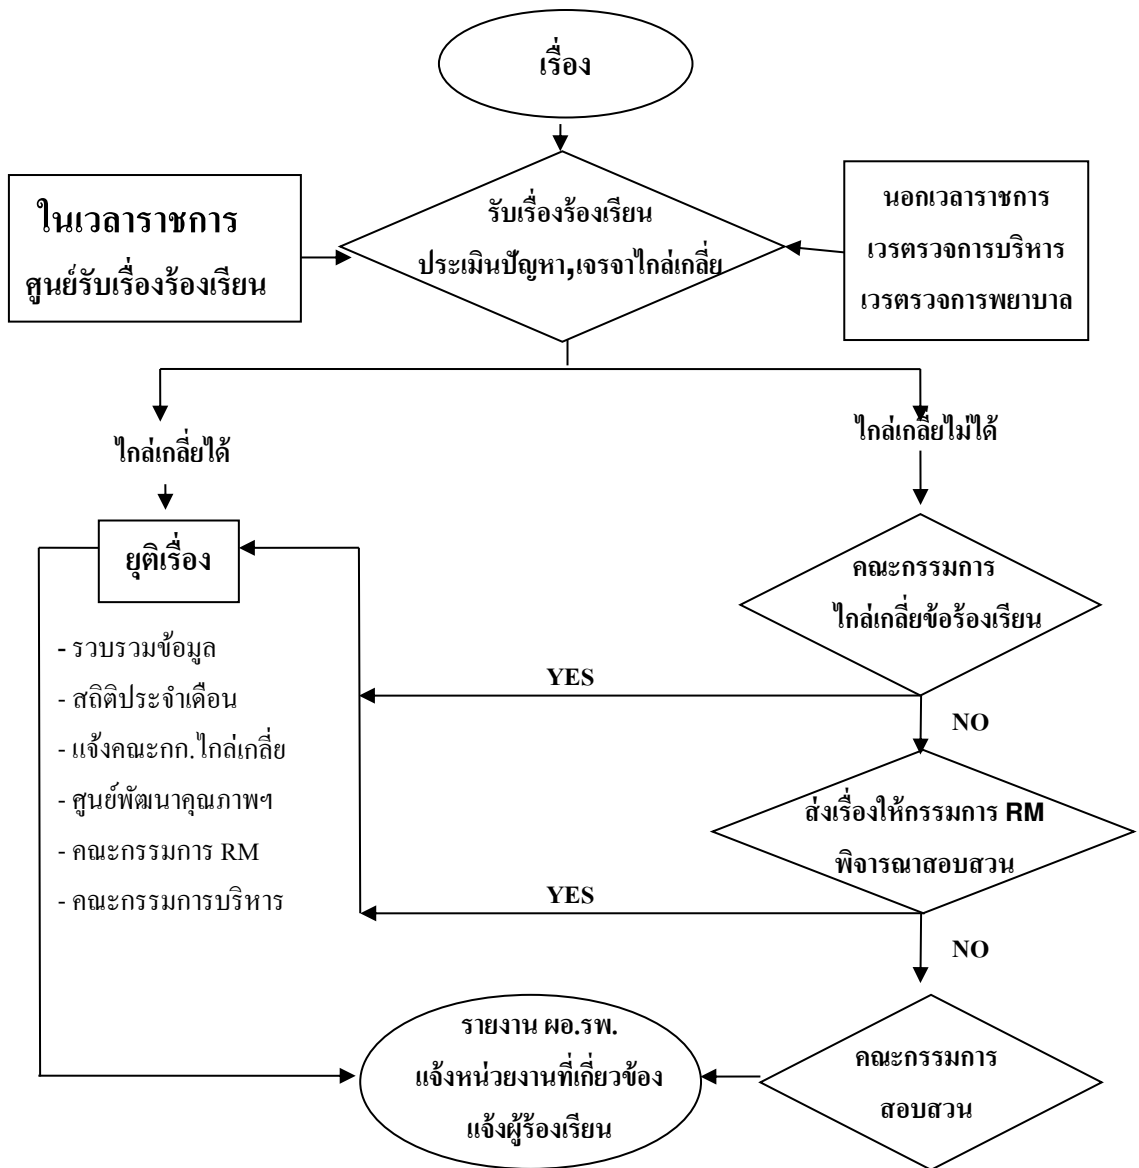 เรื่อง
ในเวลาราชการ
ศูนย์รับเรื่องร้องเรียน
รับเรื่องร้องเรียน
ประเมินปัญหา,เจรจาไกล่เกลี่ย
นอกเวลาราชการ
เวรตรวจการบริหาร
เวรตรวจการพยาบาล
ไกล่เกลี่ยได้
ไกล่เกลี่ยไม่ได้
ยุติเรื่อง
- รวบรวมข้อมูล
- สถิติประจำเดือน
- แจ้งคณะกก.ไกล่เกลี่ย
- ศูนย์พัฒนาคุณภาพฯ
- คณะกรรมการ RM
- คณะกรรมการบริหาร
คณะกรรมการ
ไกล่เกลี่ยข้อร้องเรียน
YES
NO
ส่งเรื่องให้กรรมการ RM
พิจารณาสอบสวน
YES
NO
คณะกรรมการ
สอบสวน
รายงาน ผอ.รพ.
แจ้งหน่วยงานที่เกี่ยวข้อง
แจ้งผู้ร้องเรียน